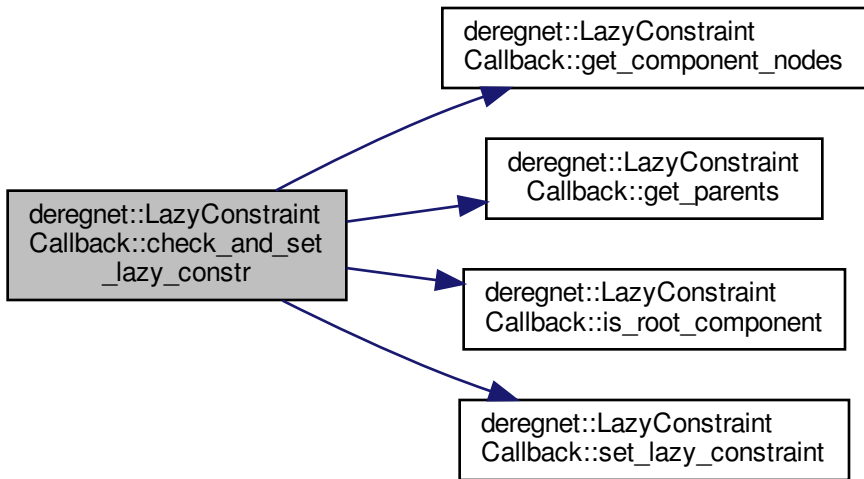 deregnet::LazyConstraint
Callback::get_component_nodes
deregnet::LazyConstraint
Callback::get_parents
deregnet::LazyConstraint
Callback::check_and_set
_lazy_constr
deregnet::LazyConstraint
Callback::is_root_component
deregnet::LazyConstraint
Callback::set_lazy_constraint